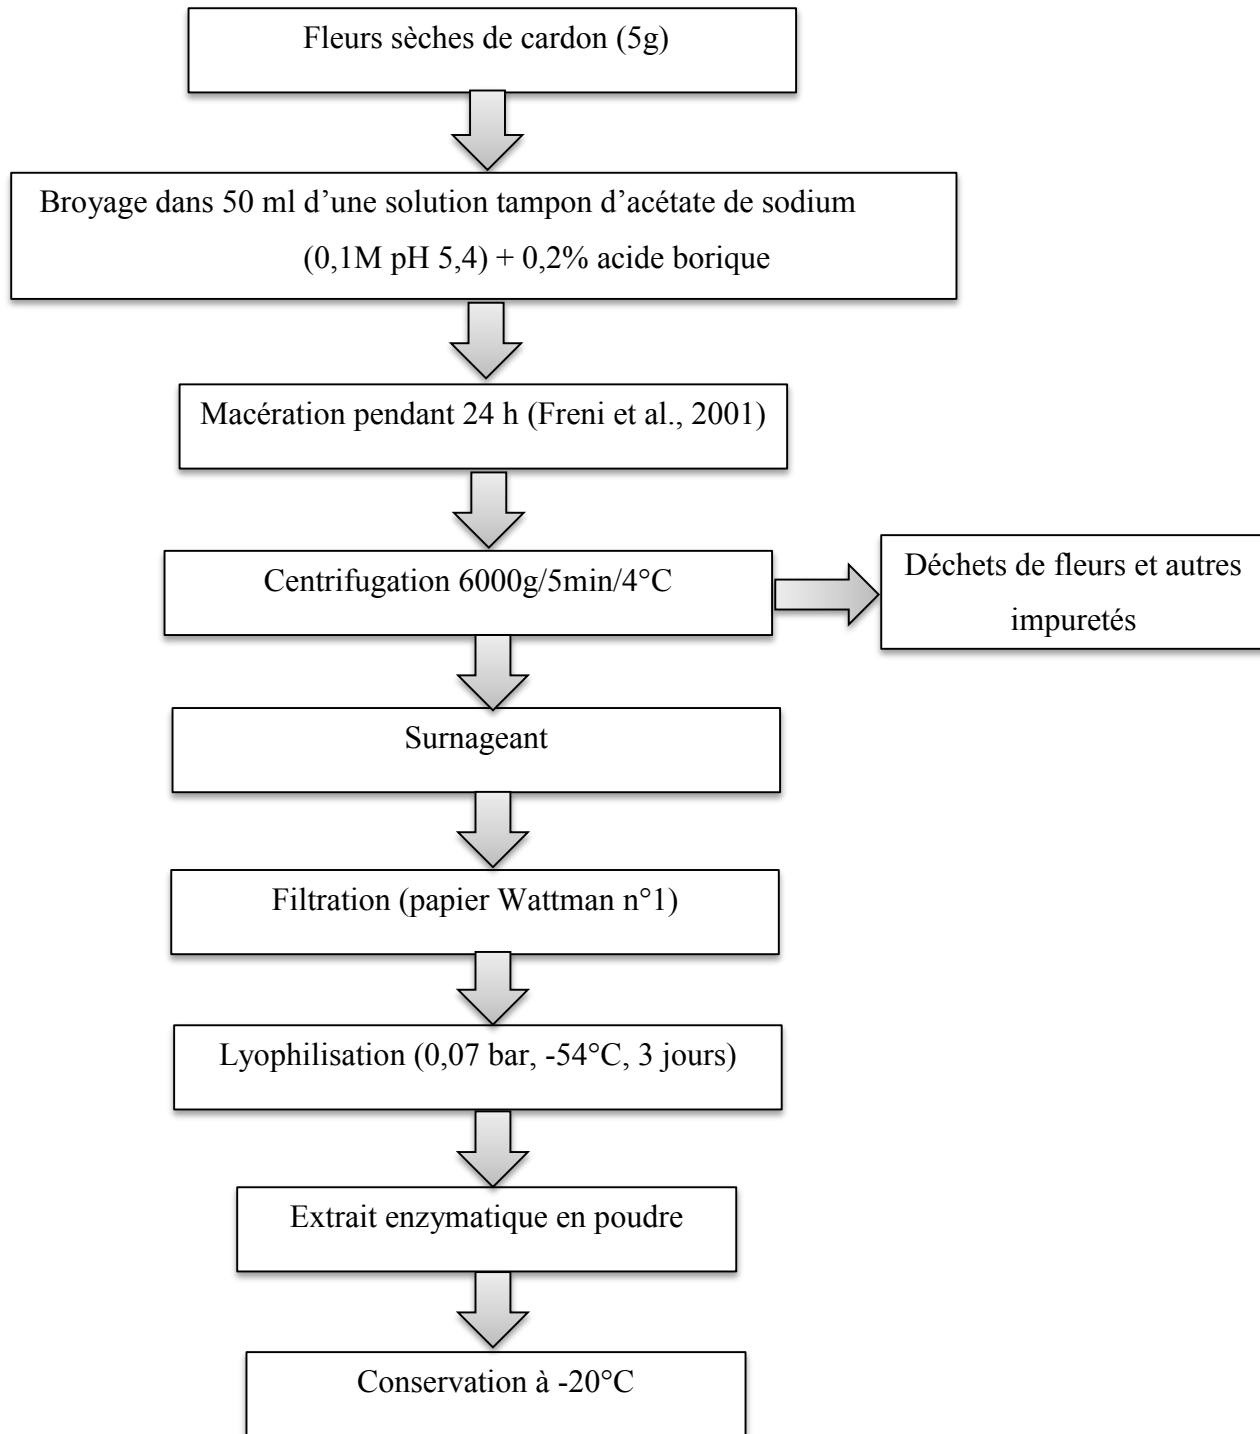 Fleurs sèches de cardon (5g)
Broyage dans 50 ml d’une solution tampon d’acétate de sodium
(0,1M pH 5,4) + 0,2% acide borique
Macération pendant 24 h (Freni et al., 2001)
Centrifugation 6000g/5min/4°C
Déchets de fleurs et autres
impuretés
Surnageant
Filtration (papier Wattman n°1)
Lyophilisation (0,07 bar, -54°C, 3 jours)
Extrait enzymatique en poudre
Conservation à -20°C